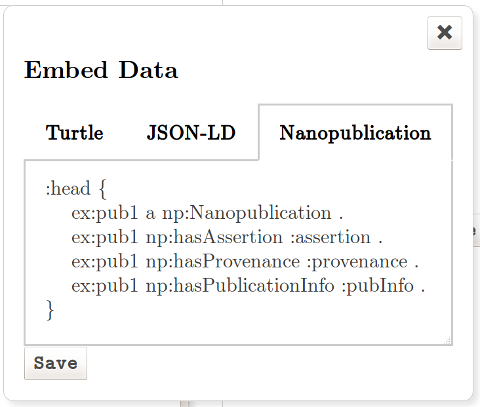 Embed Data
Turtle JSON-LD Nanopublication
:head {
ex:pub1 a np:Nanopublication .
ex:pub1 np:hasAssertion :assertion .
ex:pub1 np:hasProvenance :provenance .
ex:pub1 np:hasPublicationInfo :pubInfo .
}
Save